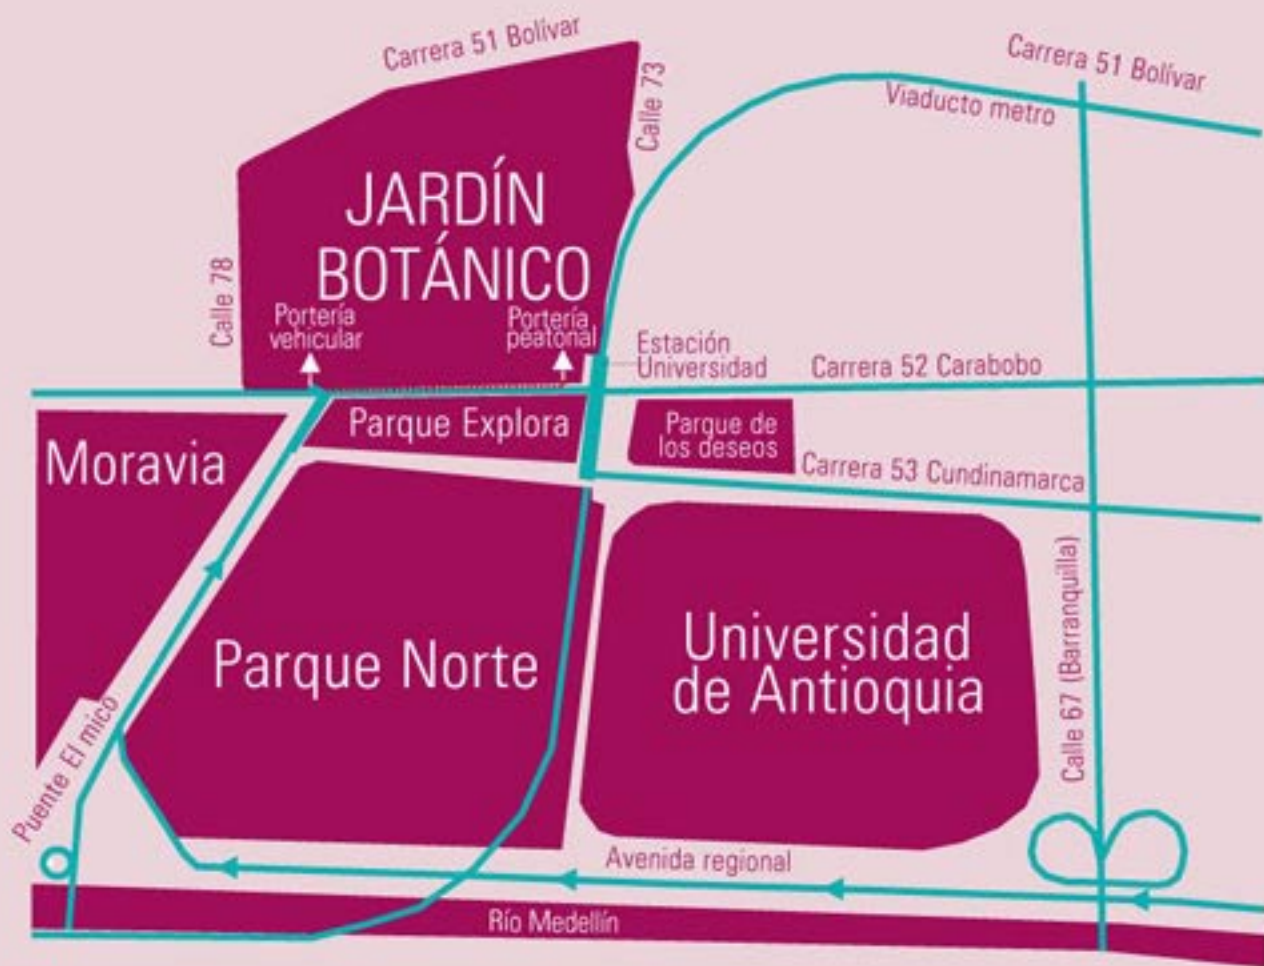 Carrera 51 Bolívar
Carrera 51 Bolívar
Calle 73
Viaducto metro
JARDÍN
BOTÁNICO
Calle 78
Portería
vehicular
Portería
peatonal
Estación
Universidad
Carrera 52 Carabobo
Parque Explora
Parque de
los deseos
Moravia
Carrera 53 Cundinamarca
Calle 67 (Barranquilla)
Parque Norte
Universidad
de Antioquia
Puente El mico
Avenida regional
Río Medellín